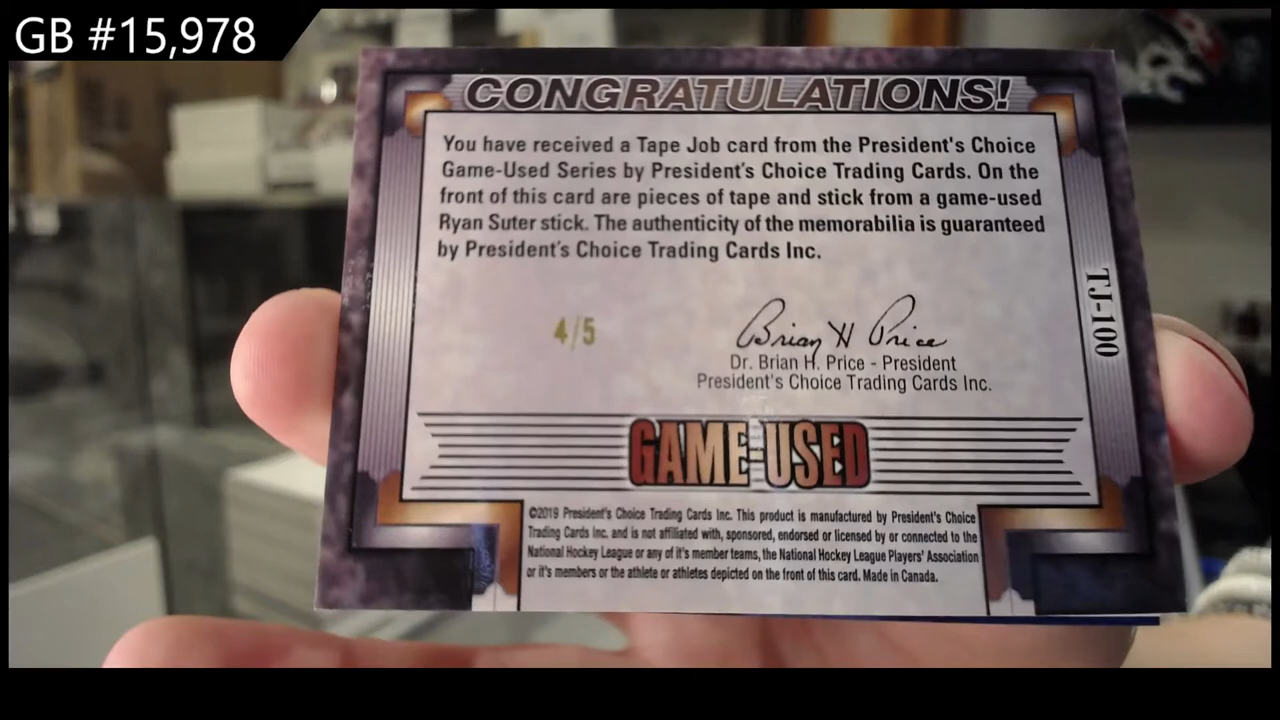 GB #15,978
CONGRATULATIONS!
You have received a Tape Job card from the President's Choice
Game-Used Series by President's Choice Trading Cards. On the
front of this card are pieces of tape and stick from a game-used
Ryan Suter stick. The authenticity of the memorabilia is guaranteed
by President's Choice Trading Cards Inc.
4/5
Brian H Price
Dr. Brian H. Price - President
President's Choice Trading Cards Inc.
TJ-100
GAME-USED
©2019 President's Choice Trading Cards Inc. This product is manufactured by President's Choice
Trading Cards Inc. and is not affiliated with, sponsored, endorsed or licensed by or connected to the
National Hockey League or any of it's member teams, the National Hockey League Players' Association
or it's members or the athlete or athletes depicted on the front of this card. Made in Canada.